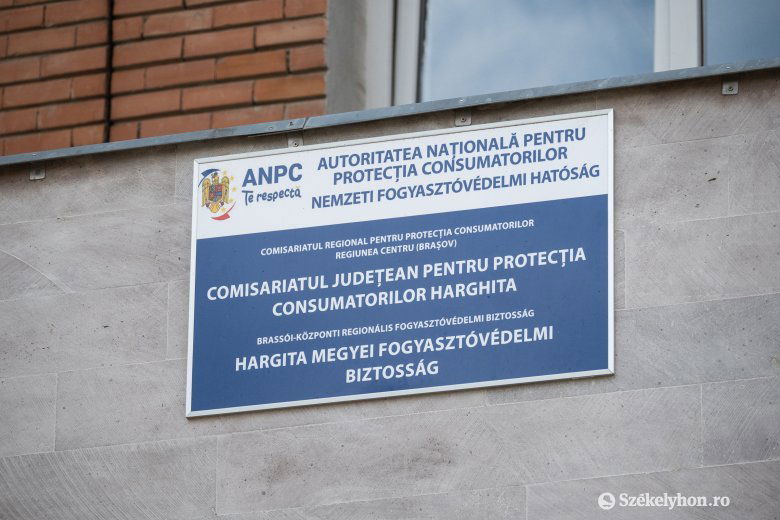 ANPC
Te respectă
AUTORITATEA NAȚIONALĂ PENTRU
PROTECȚIA CONSUMATORILOR
NEMZETI FOGYASZTÓVÉDELMI HATÓSÁG
COMISARIATUL REGIONAL PENTRU PROTECȚIA CONSUMATORILOR
REGIUNEA CENTRU (BRAȘOV)
COMISARIATUL JUDEȚEAN PENTRU PROTECȚIA
CONSUMATORILOR HARGHITA
BRASSÓI-KÖZPONTI REGIONÁLIS FOGYASZTÓVÉDELMI BIZTOSSÁG
HARGITA MEGYEI FOGYASZTÓVÉDELMI
BIZTOSSÁG
Székelyhon.ro